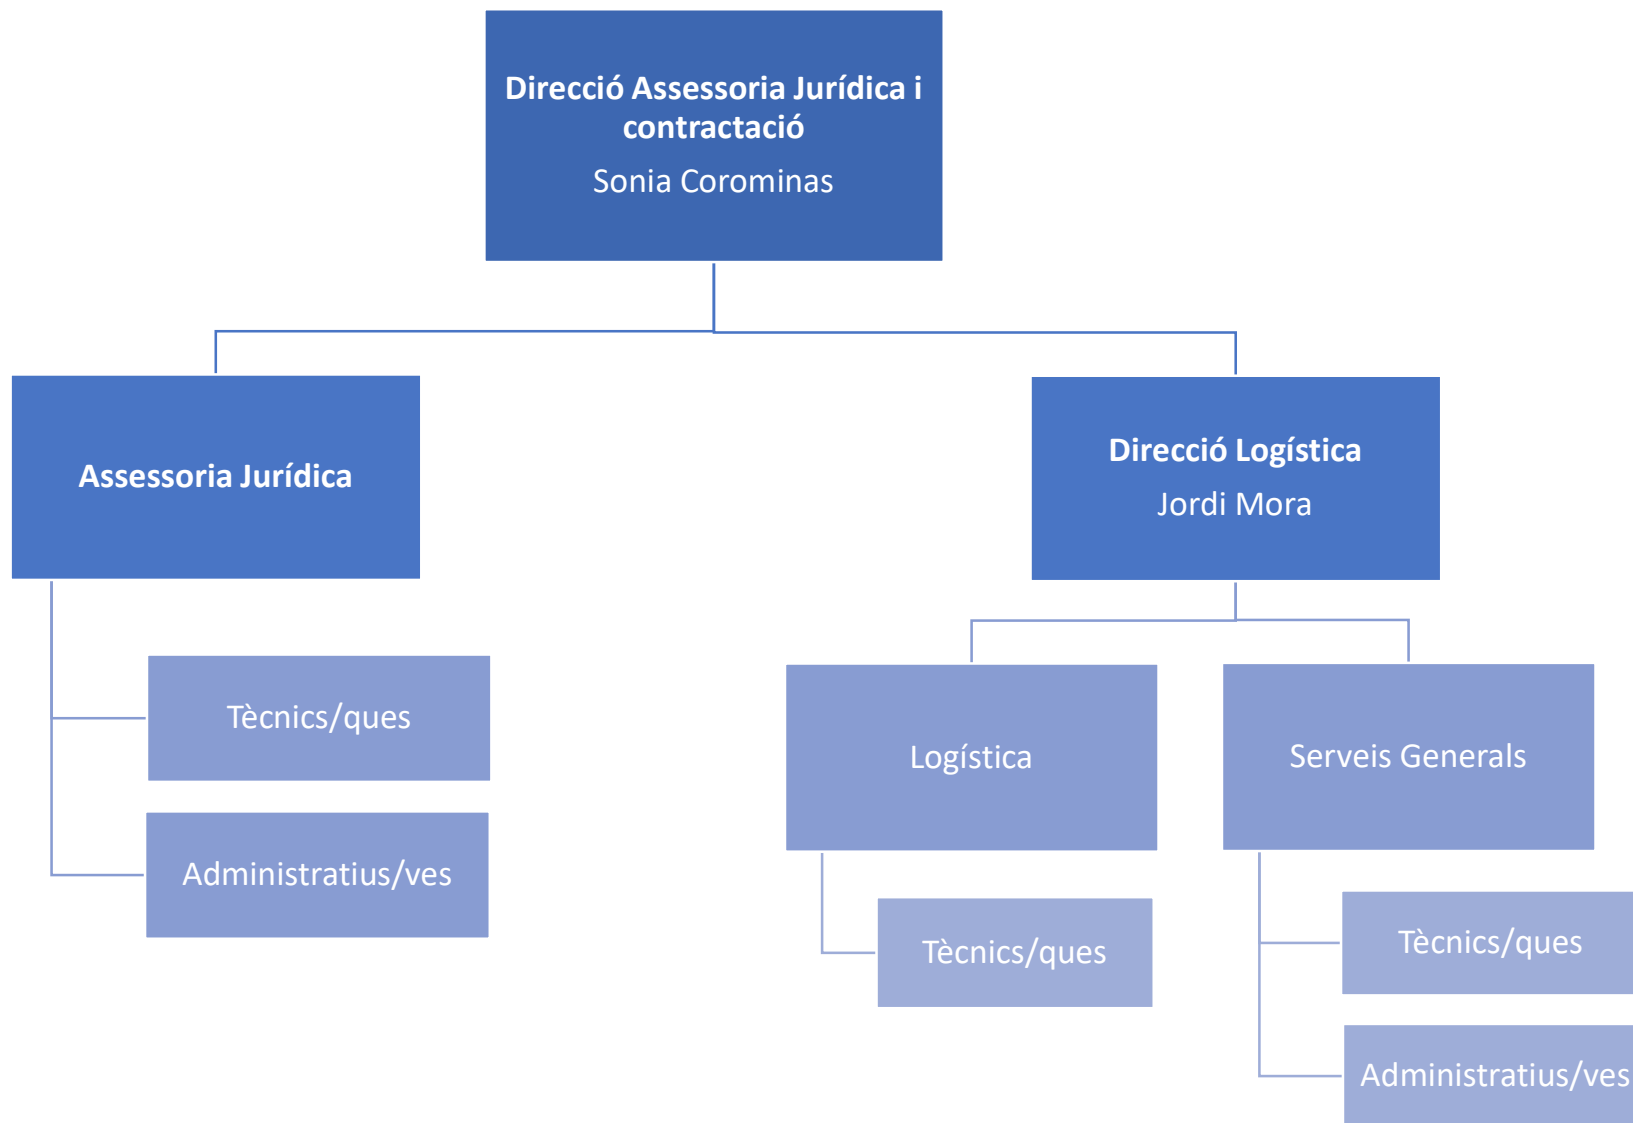 Direcció Assessoria Jurídica i
contractació
Sonia Corominas
Assessoria Jurídica
Direcció Logística
Jordi Mora
Tècnics/ques
Administratius/ves
Logística
Serveis Generals
Tècnics/ques
Tècnics/ques
Administratius/ves